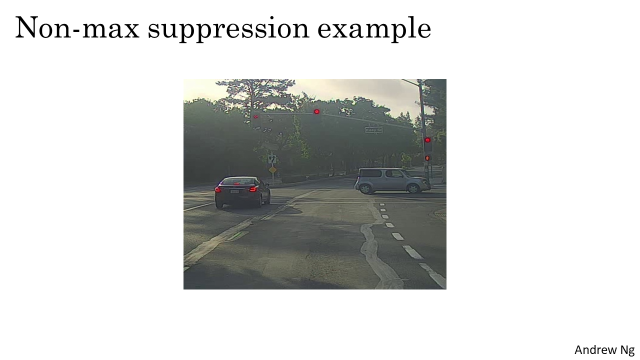 Non-max suppression example
Andrew Ng